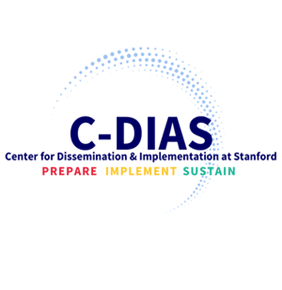 C-DIAS
Center for Dissemination & Implementation at Stanford
PREPARE IMPLEMENT SUSTAIN